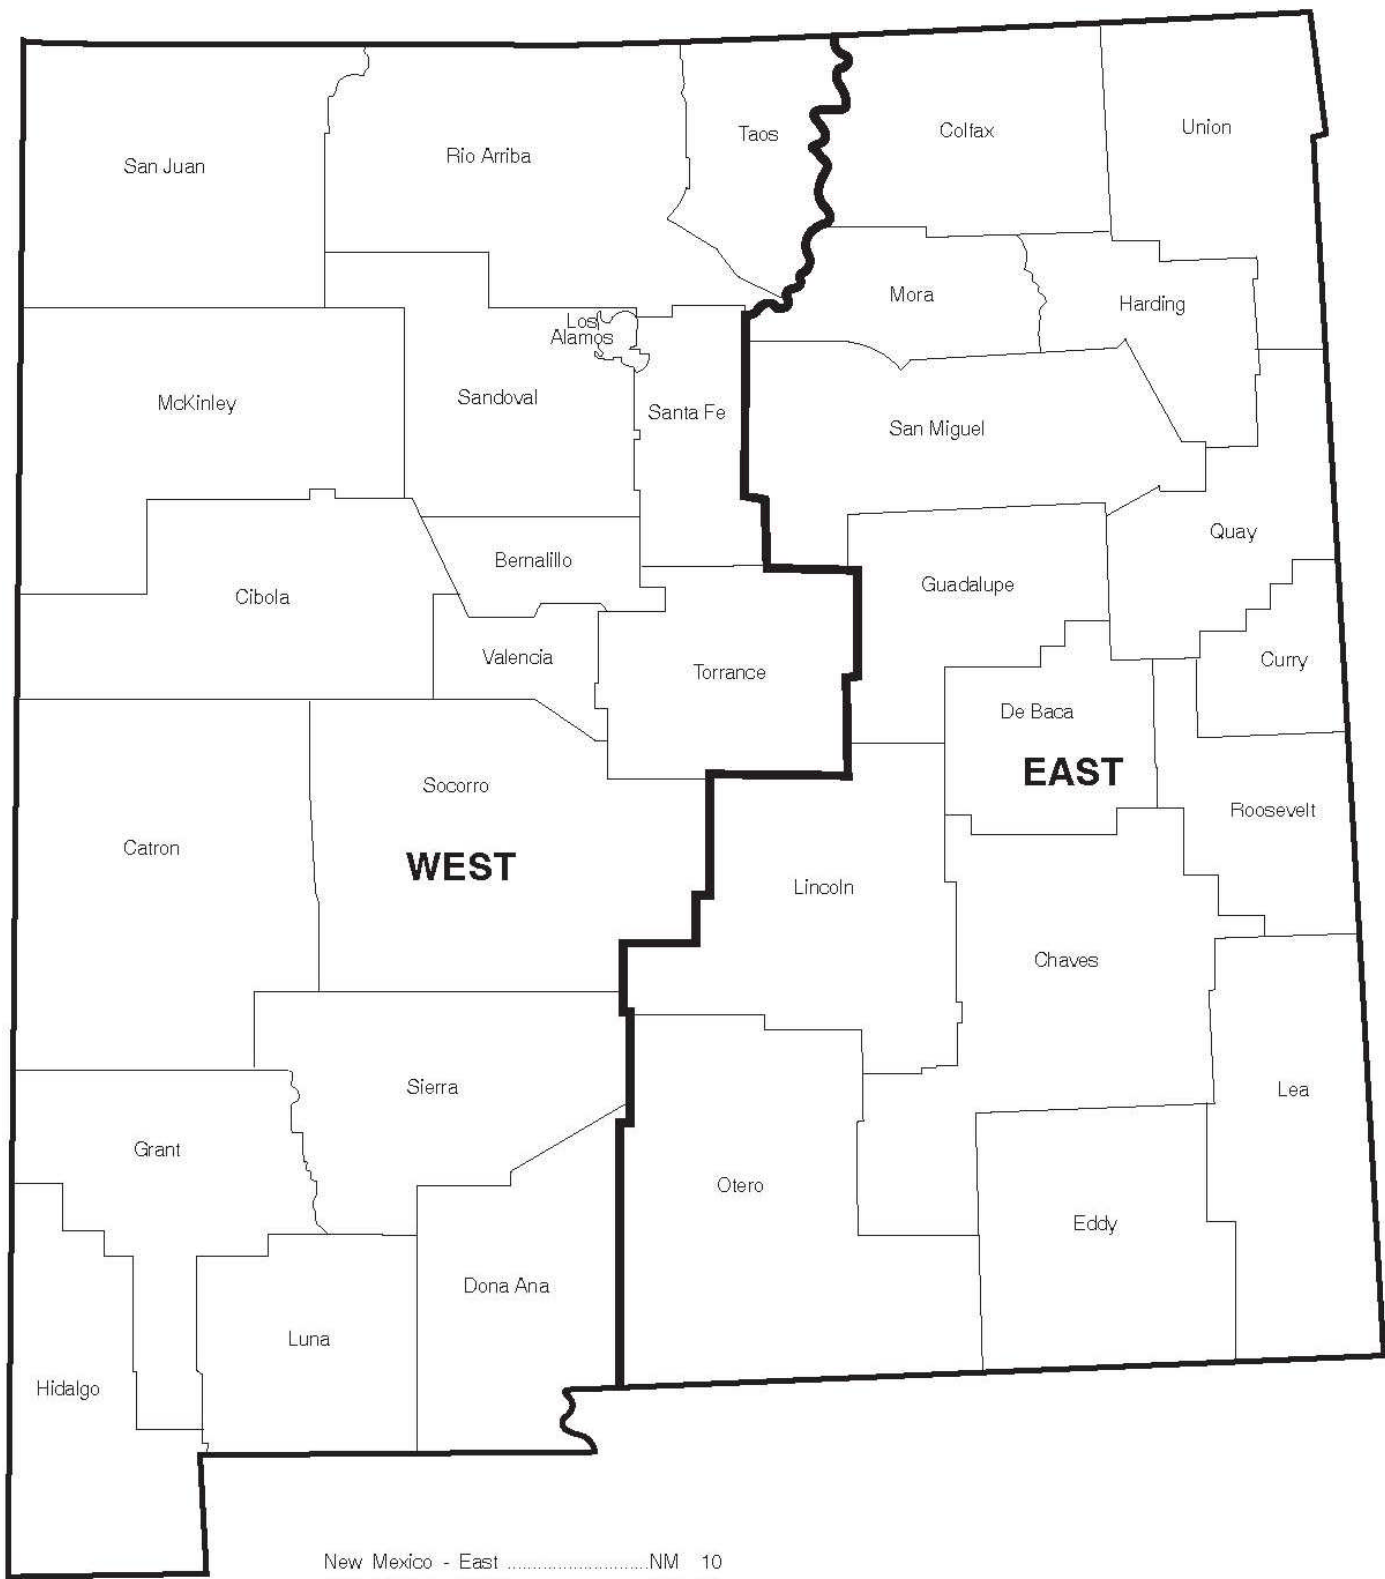 San Juan
Rio Arriba
Taos
Colfax
Union
Mora
Harding
Los
Alamos
McKinley
Sandoval
Santa Fe
San Miguel
Quay
Bernalillo
Cibola
Guadalupe
Valencia
Torrance
Curry
De Baca
EAST
Socorro
Roosevelt
Catron
WEST
Lincoln
Chaves
Sierra
Lea
Grant
Otero
Eddy
Dona Ana
Luna
Hidalgo
New Mexico - East ............................NM 10